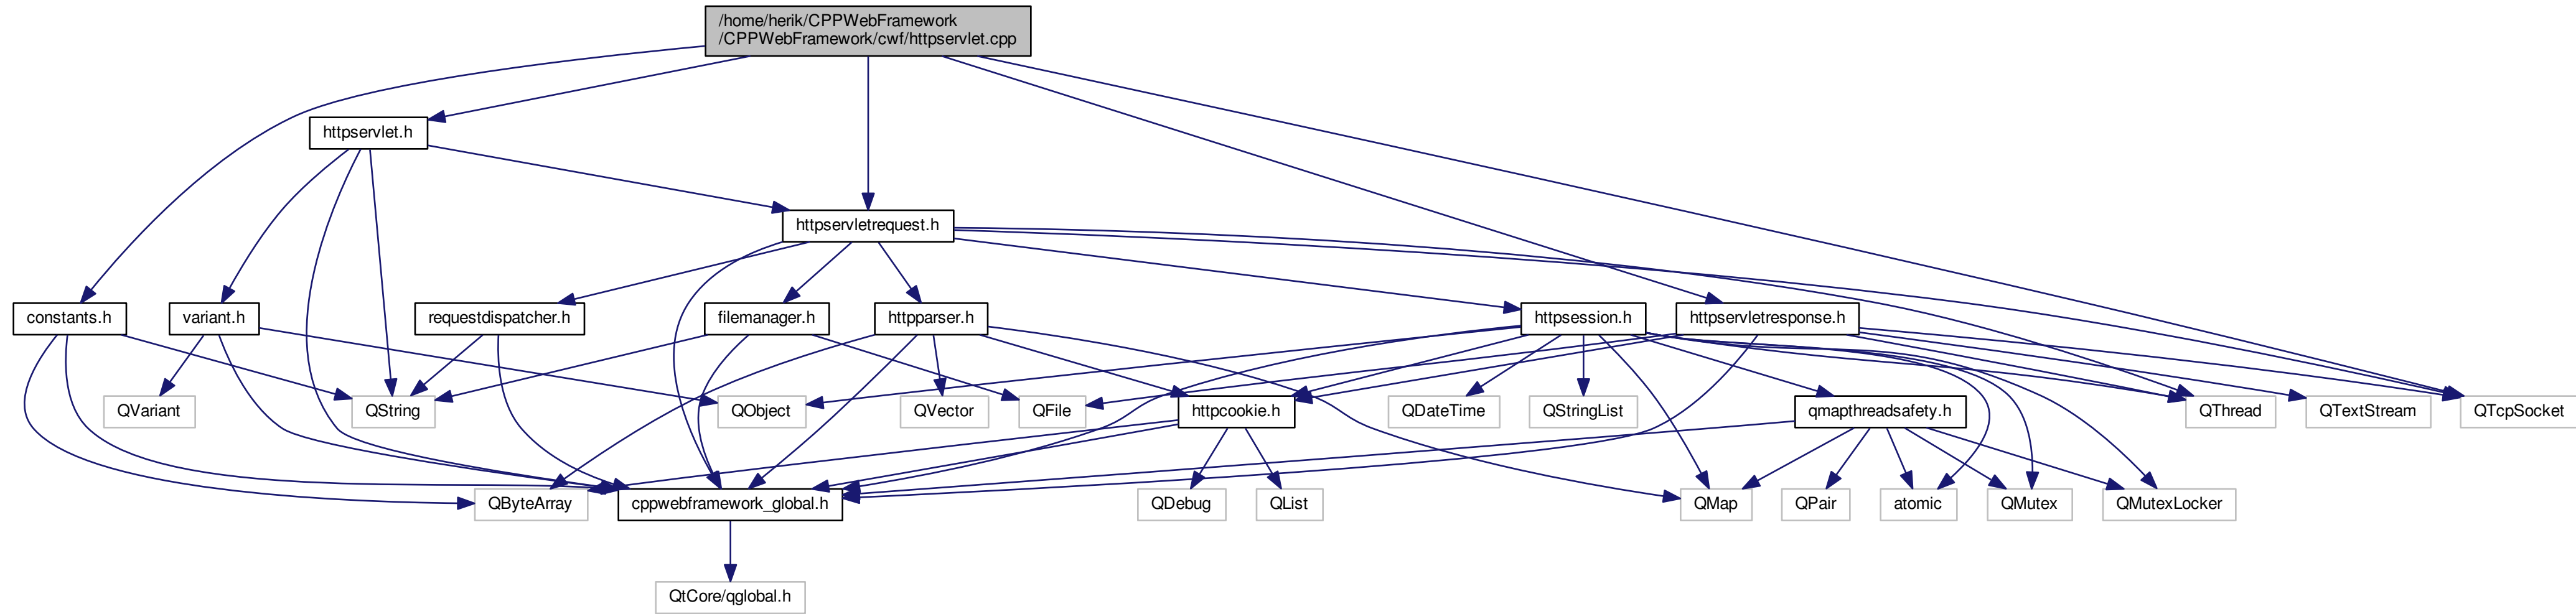 /home/herik/CPPWebFramework
/CPPWebFramework/cwf/httpservlet.cpp
httpservlet.h
httpservletrequest.h
constants.h
variant.h
requestdispatcher.h
filemanager.h
httpparser.h
httpsession.h
httpservletresponse.h
QVariant
QString
QObject
QVector
QFile
httpcookie.h
QDateTime
QStringList
qmapthreadsafety.h
QThread
QTextStream
QTcpSocket
QByteArray
cppwebframework_global.h
QDebug
QList
QMap
QPair
atomic
QMutex
QMutexLocker
QtCore/qglobal.h